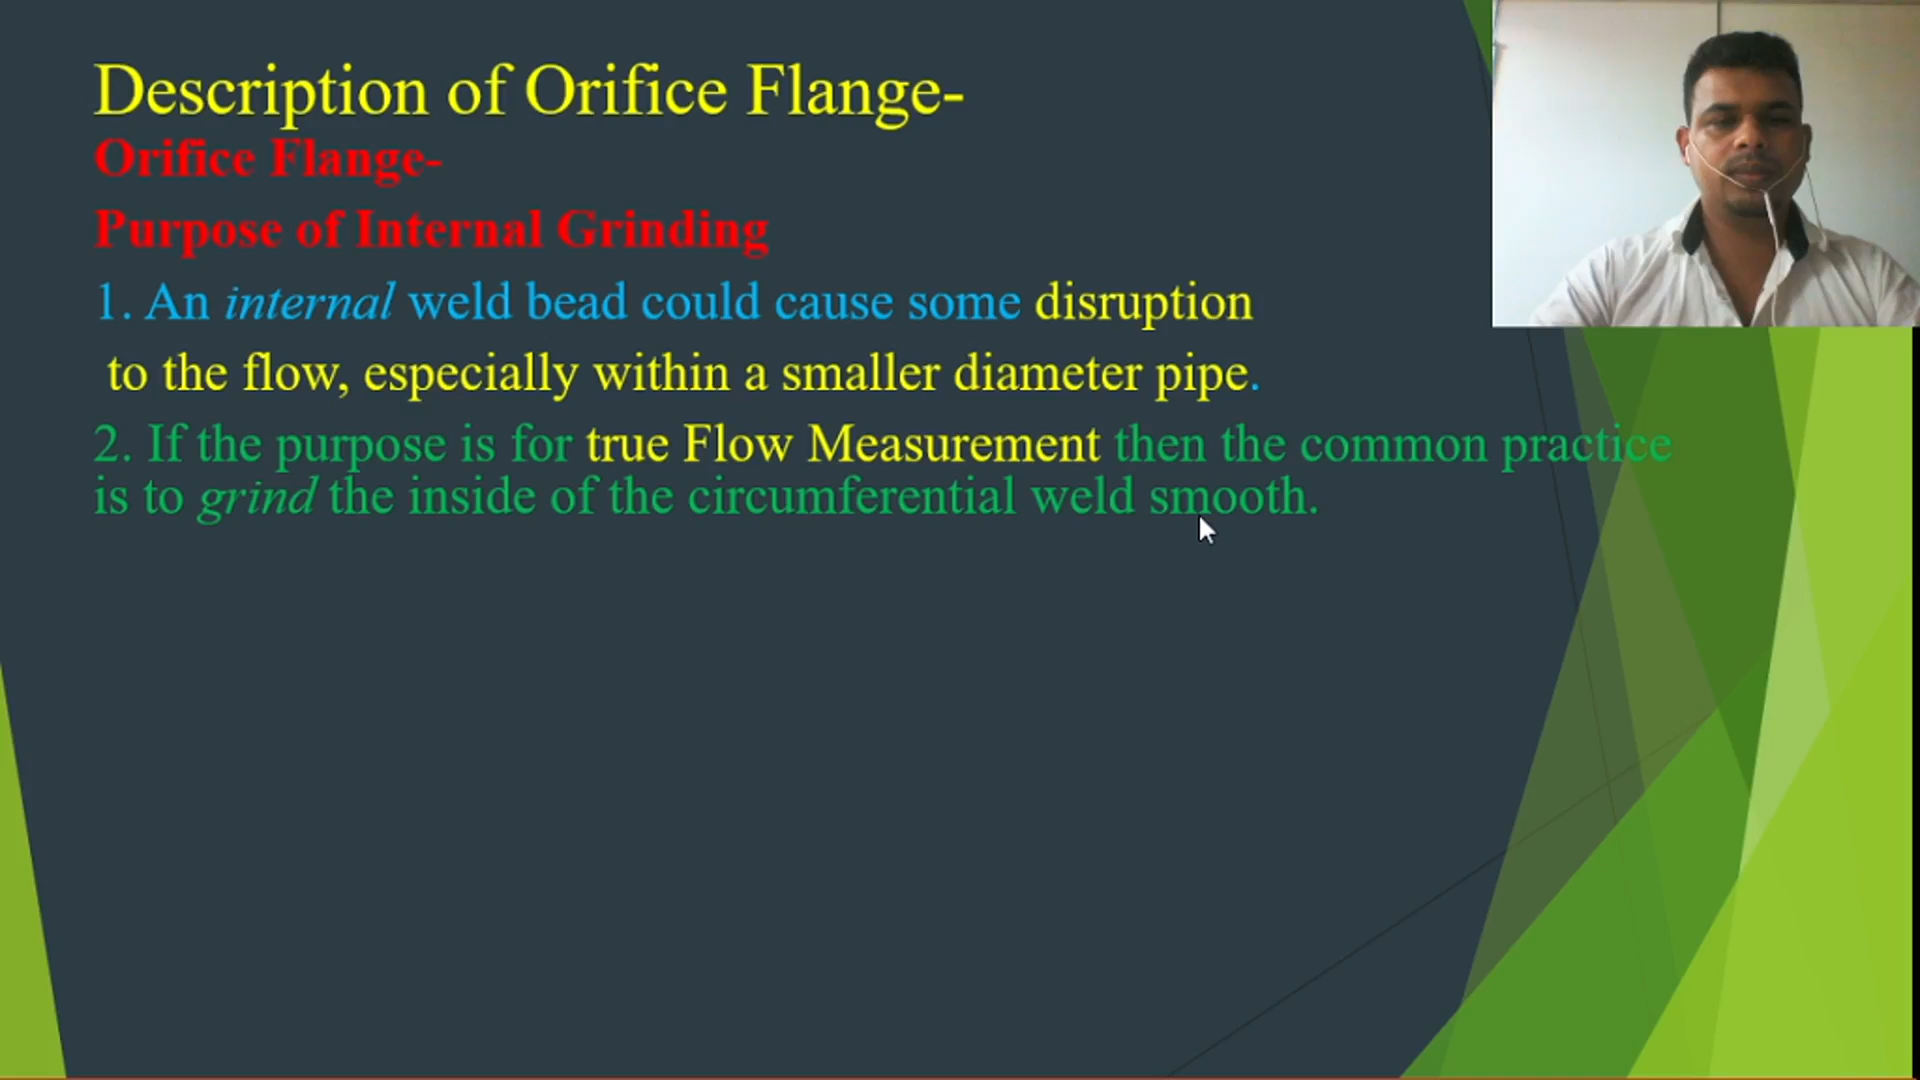 Description of Orifice Flange-
Orifice Flange-
Purpose of Internal Grinding
1. An internal weld bead could cause some disruption
to the flow, especially within a smaller diameter pipe.
2. If the purpose is for true Flow Measurement then the common practice
is to grind the inside of the circumferential weld smooth.